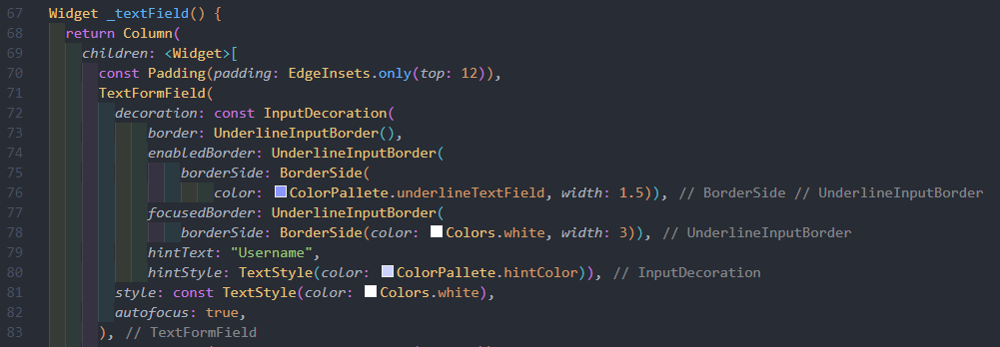 67 Widget _textField() {
68 return Column(
69 children: <Widget>[
70 const Padding(padding: EdgeInsets.only(top: 12)),
71 TextFormField(
72 decoration: const InputDecoration(
73 border: UnderlineInputBorder(),
74 enabledBorder: UnderlineInputBorder(
75 borderSide: BorderSide(
76 color: ColorPallete.underlineTextField, width: 1.5)), // BorderSide // UnderlineInputBorder
77 focusedBorder: UnderlineInputBorder(
78 borderSide: BorderSide(color: Colors.white, width: 3)), // UnderlineInputBorder
79 hintText: "Username",
80 hintStyle: TextStyle(color: ColorPallete.hintColor)), // InputDecoration
81 style: const TextStyle(color: Colors.white),
82 autofocus: true,
83 ), // TextFormField